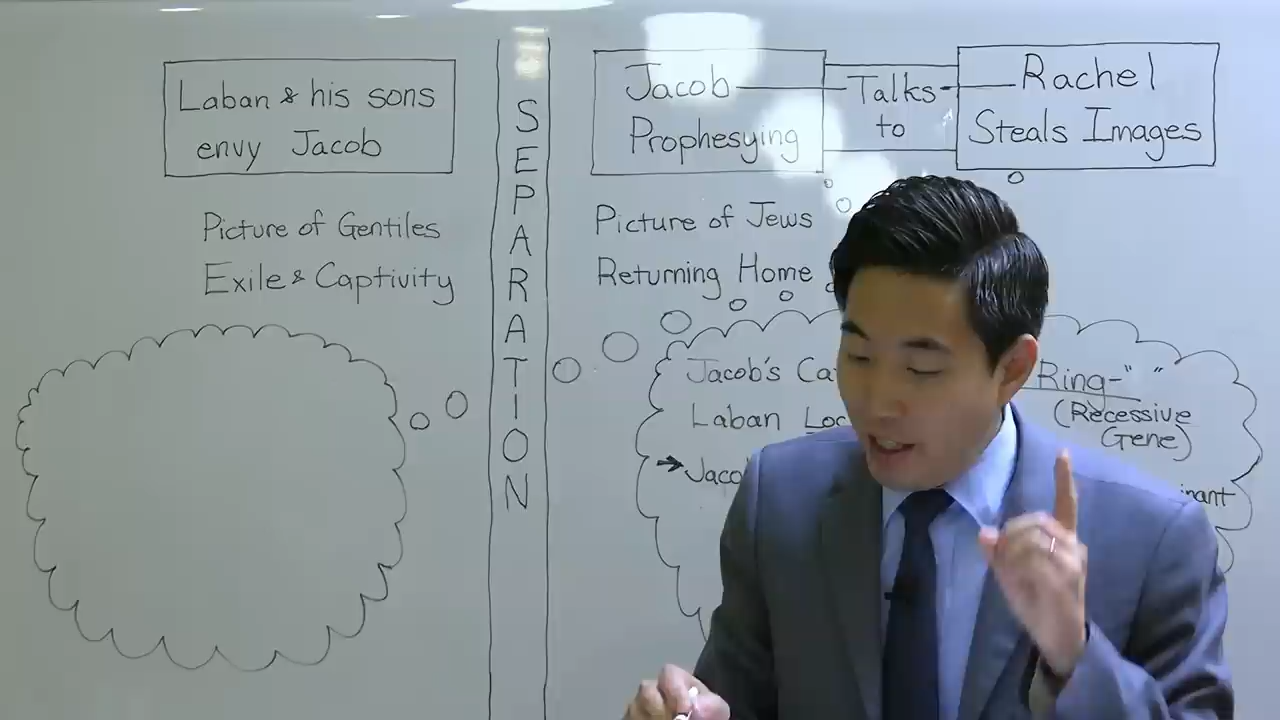 Laban & his sons
envy Jacob
Picture of Gentiles
Exile & Captivity
SEPARATION
Jacob
Prophesying
Talks
to
Rachel
Steals Images
Picture of Jews
Returning Home
Jacob's
Ring-" "
Laban
(Recessive
Gene)